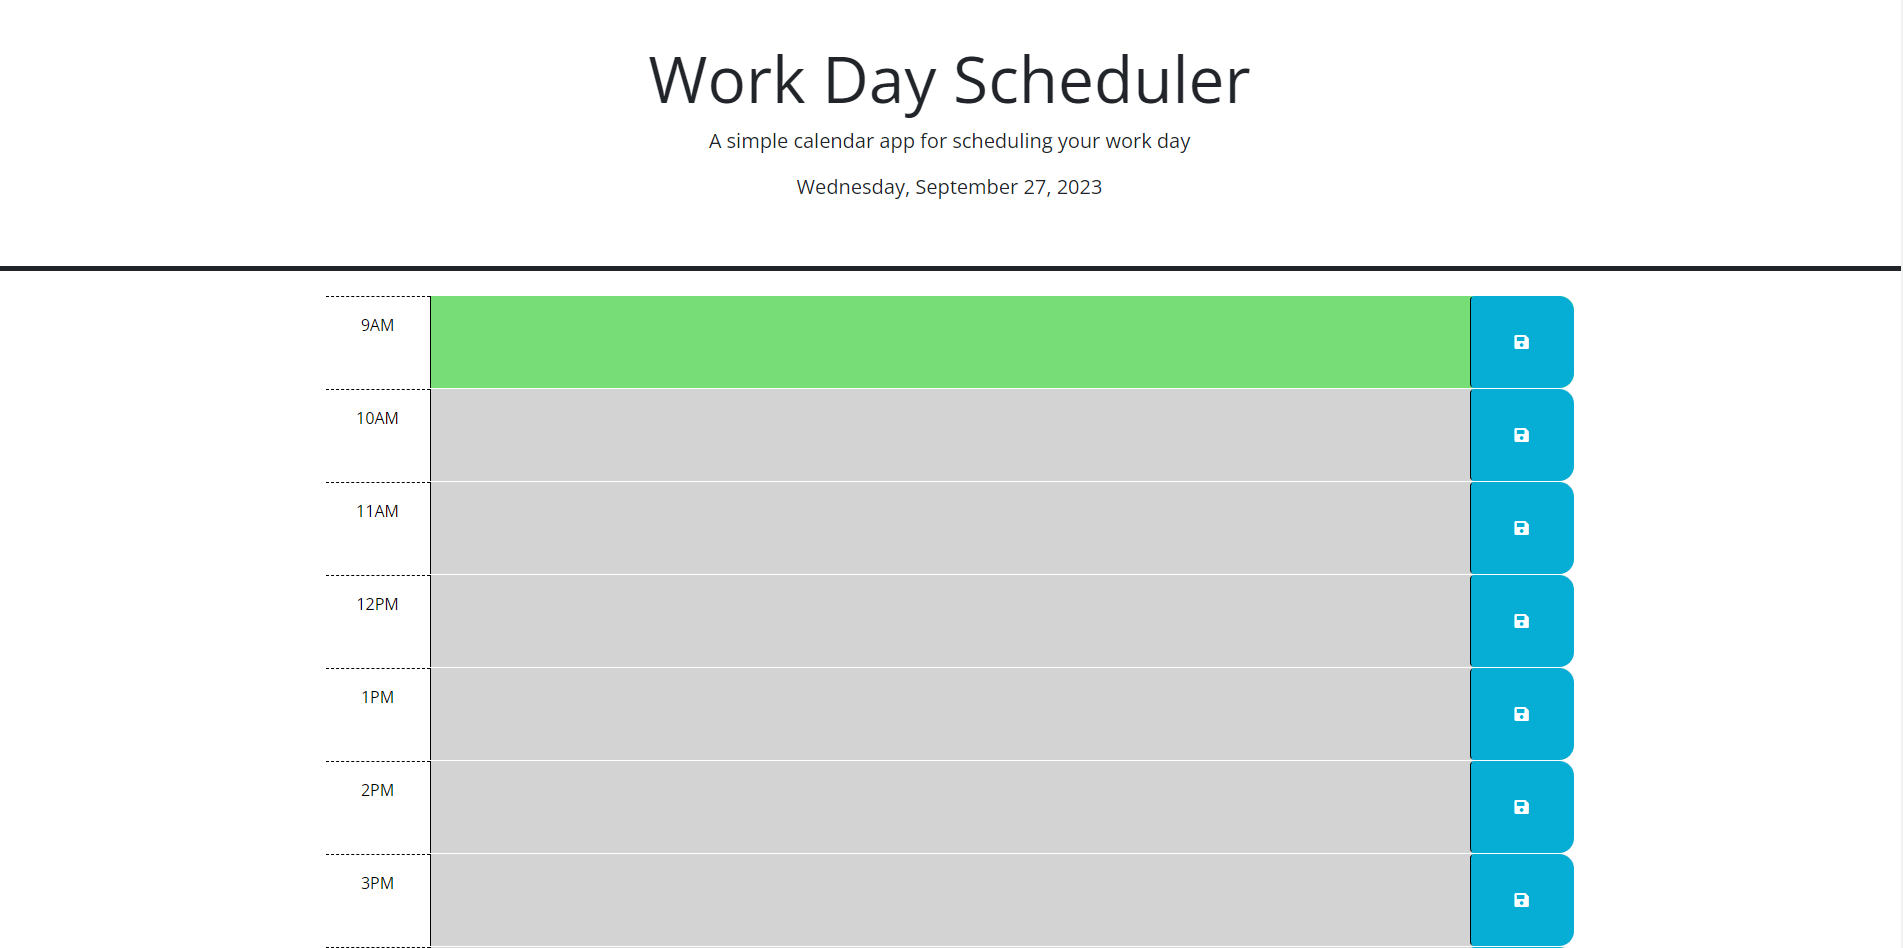 Work Day Scheduler
A simple calendar app for scheduling your work day
Wednesday, September 27, 2023
9AM
10AM
11AM
12PM
1PM
2PM
3PM